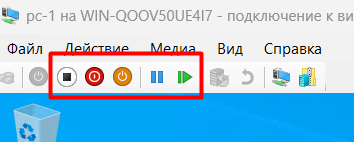 pc-1 на WIN-QOOV50UE4I7 - подключение к ви
Файл Действие Медиа Вид Справка